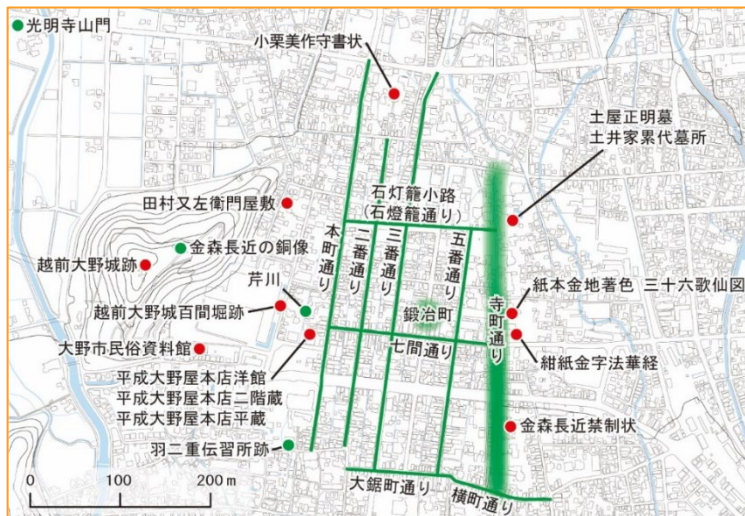 光明寺山門
小栗美作守書状
土屋正明墓
土井家累代墓所
石灯籠小路
(石燈籠通り)
田村又左衛門屋敷
本町通り
二番通り
三番通り
五番通り
金森長近の銅像
越前大野城跡
芹川
寺町通り
紙本金地著色 三十六歌仙図
越前大野城百間堀跡
鍛冶町
七間通り
大野市民俗資料館
紺紙金字法華経
平成大野屋本店洋館
平成大野屋本店二階蔵
平成大野屋本店平蔵
金森長近禁制状
羽二重伝習所跡
大鋸町通り
横町通り
0 100 200 m